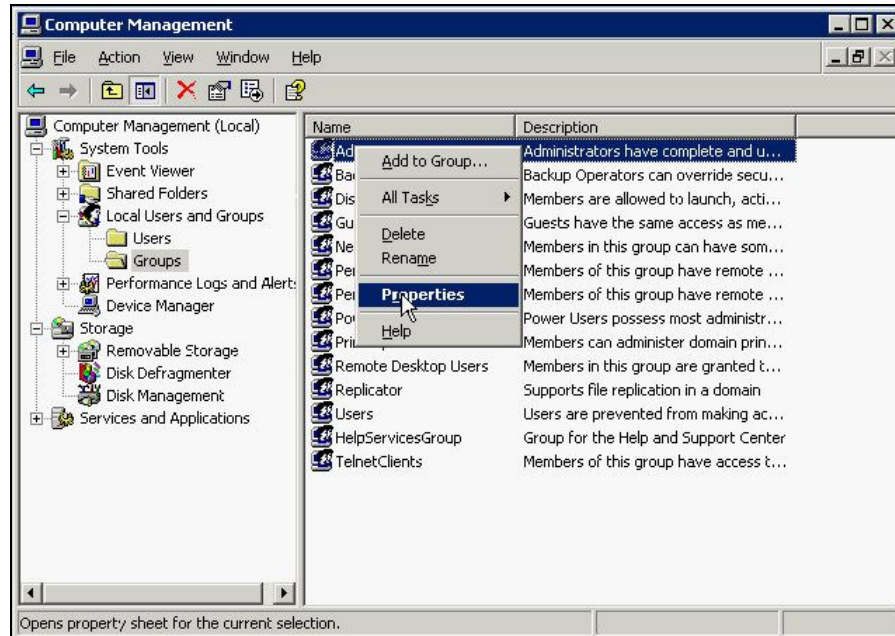 Computer Management
File Action View Window Help
Computer Management (Local)
System Tools
Event Viewer
Shared Folders
Local Users and Groups
Users
Groups
Performance Logs and Alert
Device Manager
Storage
Removable Storage
Disk Defragmenter
Disk Management
Services and Applications
Name Description
Ad Administrators have complete and u...
Ba Backup Operators can override secu...
Dis Members are allowed to launch, acti...
Gu Guests have the same access as me...
Ne Members in this group can have som...
Per Members of this group have remote ...
Per Members of this group have remote ...
Po Power Users possess most administr...
Pri Members can administer domain prin...
Remote Desktop Users Members in this group are granted t...
Replicator Supports file replication in a domain
Users Users are prevented from making ac...
HelpServicesGroup Group for the Help and Support Center
TelnetClients Members of this group have access t...
Add to Group...
All Tasks
Delete
Rename
Properties
Help
Opens property sheet for the current selection.